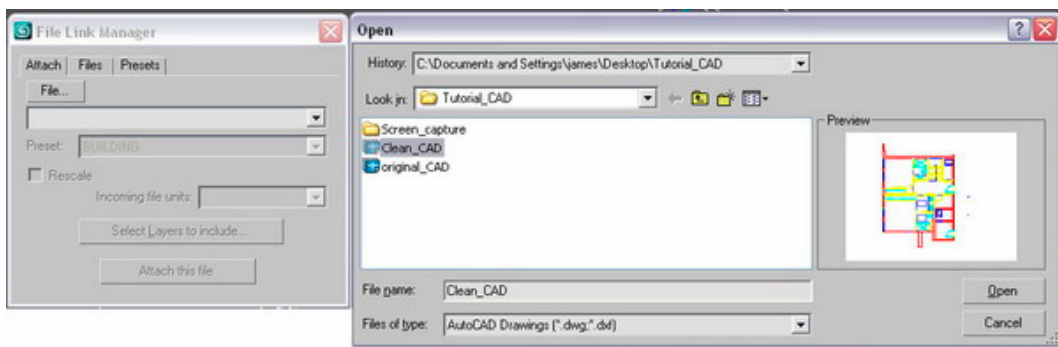 File Link Manager
Attach Files Presets
File...
Preset: BUILDING
Rescale
Incoming file units:
Select Layers to include...
Attach this file
Open
History: C:\Documents and Settings\james\Desktop\Tutorial_CAD
Look in: Tutorial_CAD
Screen_capture
Clean_CAD
original_CAD
Preview
File name: Clean_CAD
Open
Files of type: AutoCAD Drawings (*.dwg;*.dxf)
Cancel